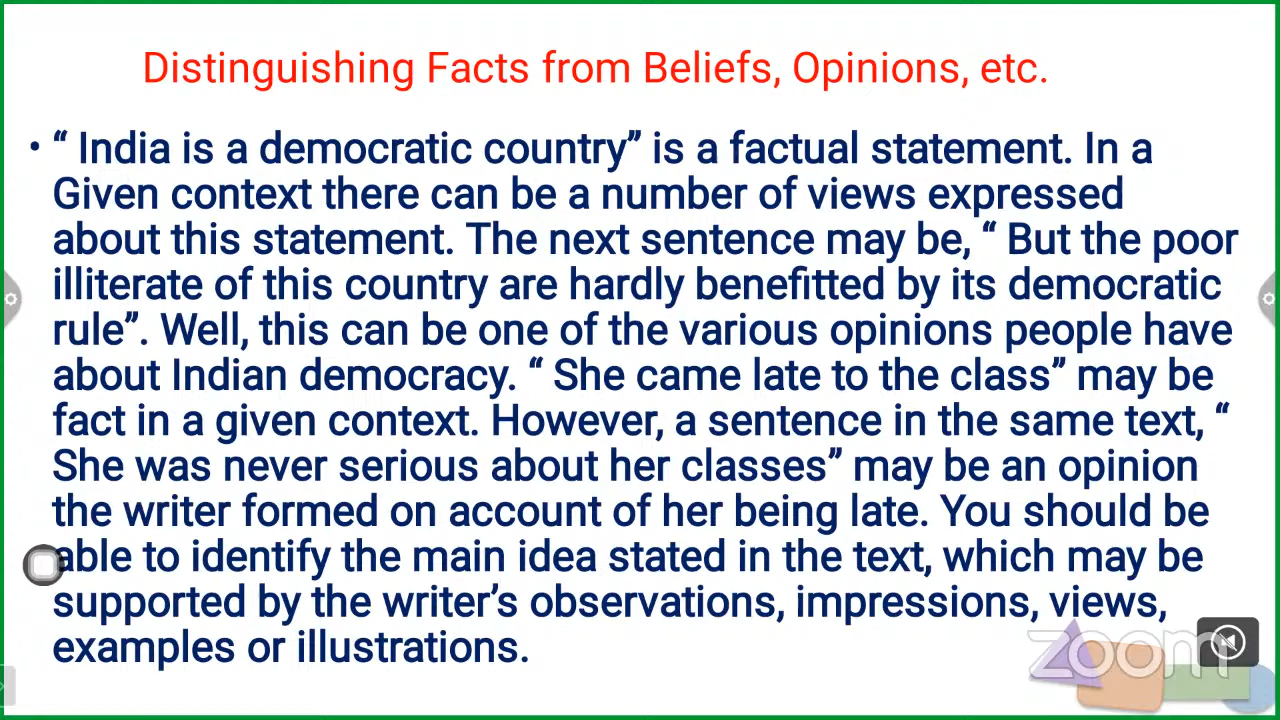 Distinguishing Facts from Beliefs, Opinions, etc.
• “ India is a democratic country” is a factual statement. In a
Given context there can be a number of views expressed
about this statement. The next sentence may be, “ But the poor
illiterate of this country are hardly benefitted by its democratic
rule”. Well, this can be one of the various opinions people have
about Indian democracy. “ She came late to the class” may be
fact in a given context. However, a sentence in the same text, “
She was never serious about her classes” may be an opinion
the writer formed on account of her being late. You should be
able to identify the main idea stated in the text, which may be
supported by the writer’s observations, impressions, views,
examples or illustrations.
zoom